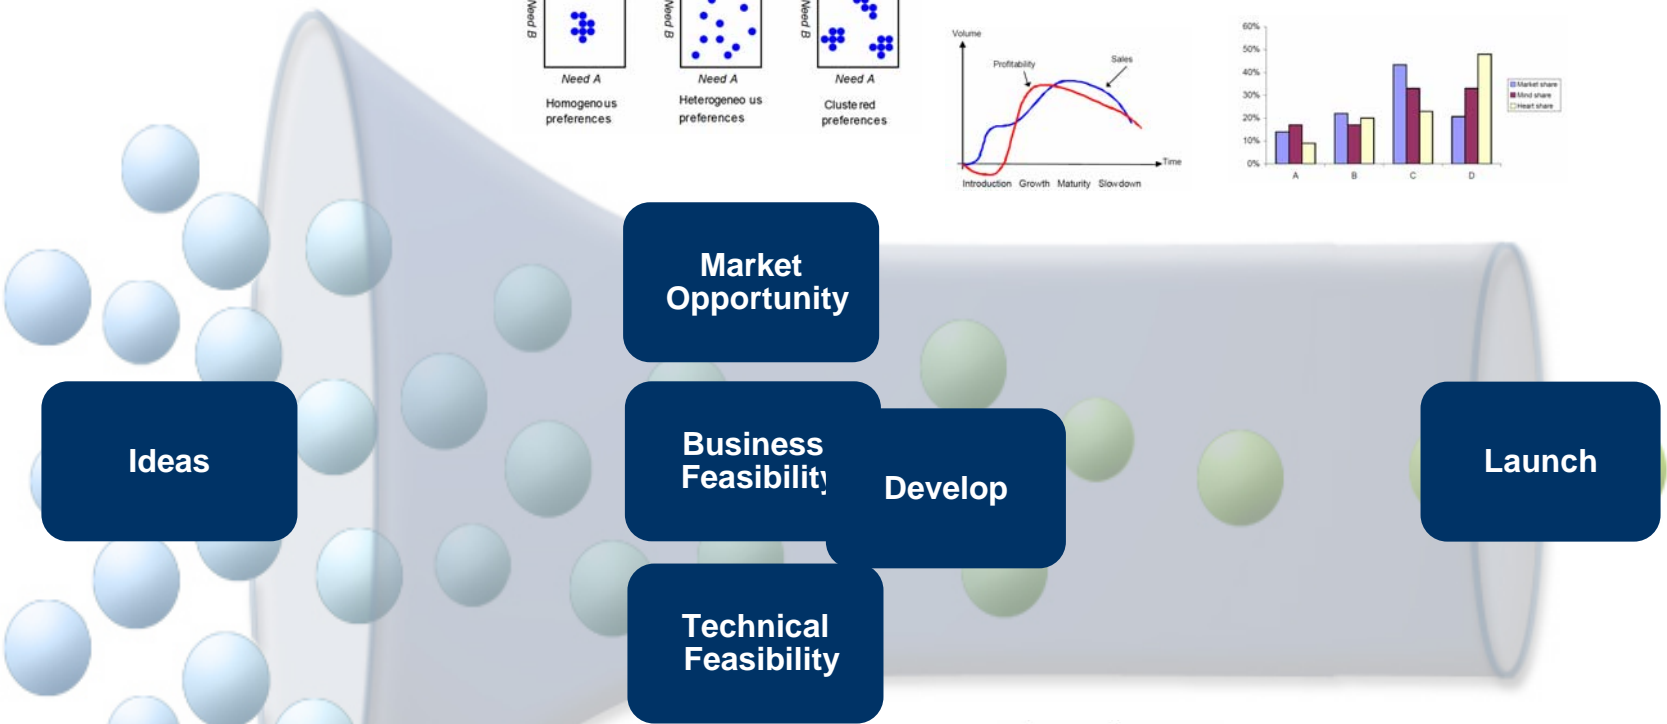 Need B
Need A
Homogenous
preferences
Need B
Need A
Heterogeneo us
preferences
Need B
Need A
Clustered
preferences
Volume
Profitability
Sales
Time
Introduction Growth Maturity Slowdown
60%
50%
40%
30%
20%
10%
0%
A B C D
Market share
Mind share
Heart share
Market
Opportunity
Ideas
Business
Feasibility
Develop
Launch
Technical
Feasibility